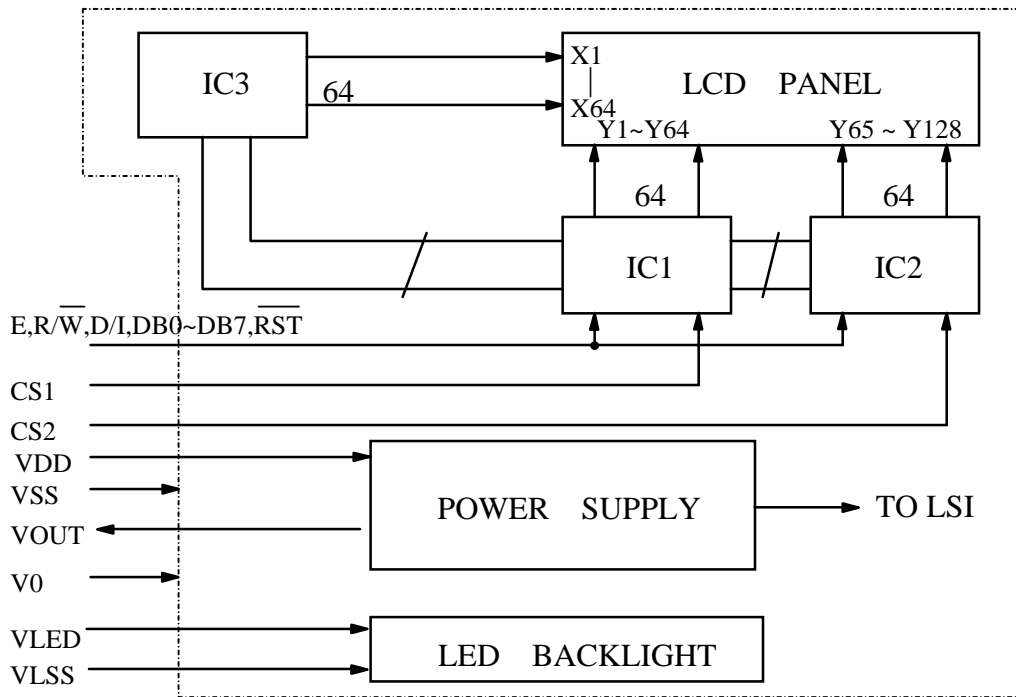 IC3
64
X1
|
X64
LCD PANEL
Y1~Y64
Y65 ~ Y128
64
64
IC1
IC2
E,R/W̅,D/I,DB0~DB7,R̅S̅T̅
CS1
CS2
VDD
VSS
VOUT
V0
POWER SUPPLY
TO LSI
VLED
VLSS
LED BACKLIGHT